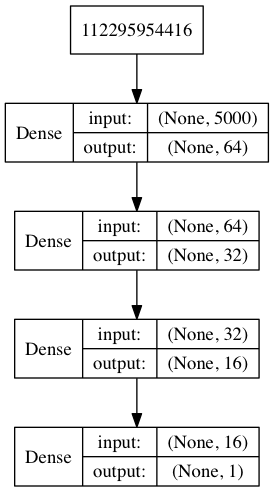 112295954416
Dense
input: (None, 5000)
output: (None, 64)
Dense
input: (None, 64)
output: (None, 32)
Dense
input: (None, 32)
output: (None, 16)
Dense
input: (None, 16)
output: (None, 1)